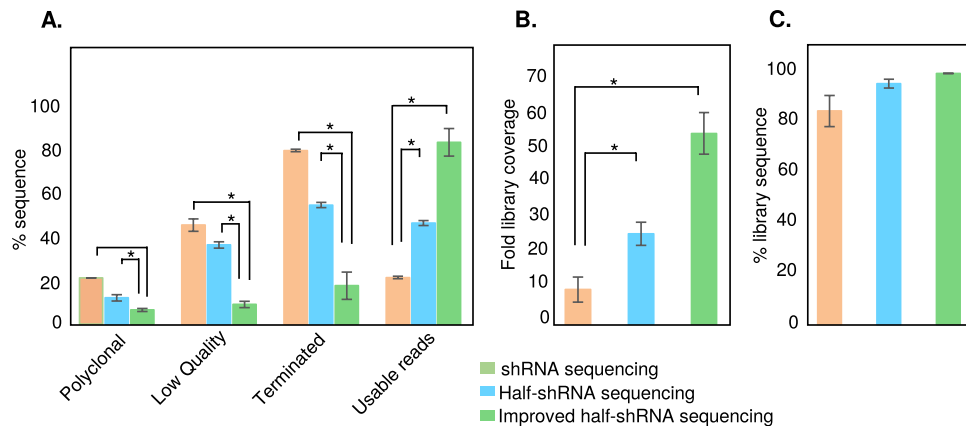 A.
% sequence
100
80
60
40
20
0
*
*
*
*
*
*
*
Polyclonal
Low Quality
Terminated
Usable reads
B.
Fold library coverage
70
60
50
40
30
20
10
0
*
*
C.
% library sequence
100
80
60
40
20
0
shRNA sequencing
Half-shRNA sequencing
Improved half-shRNA sequencing